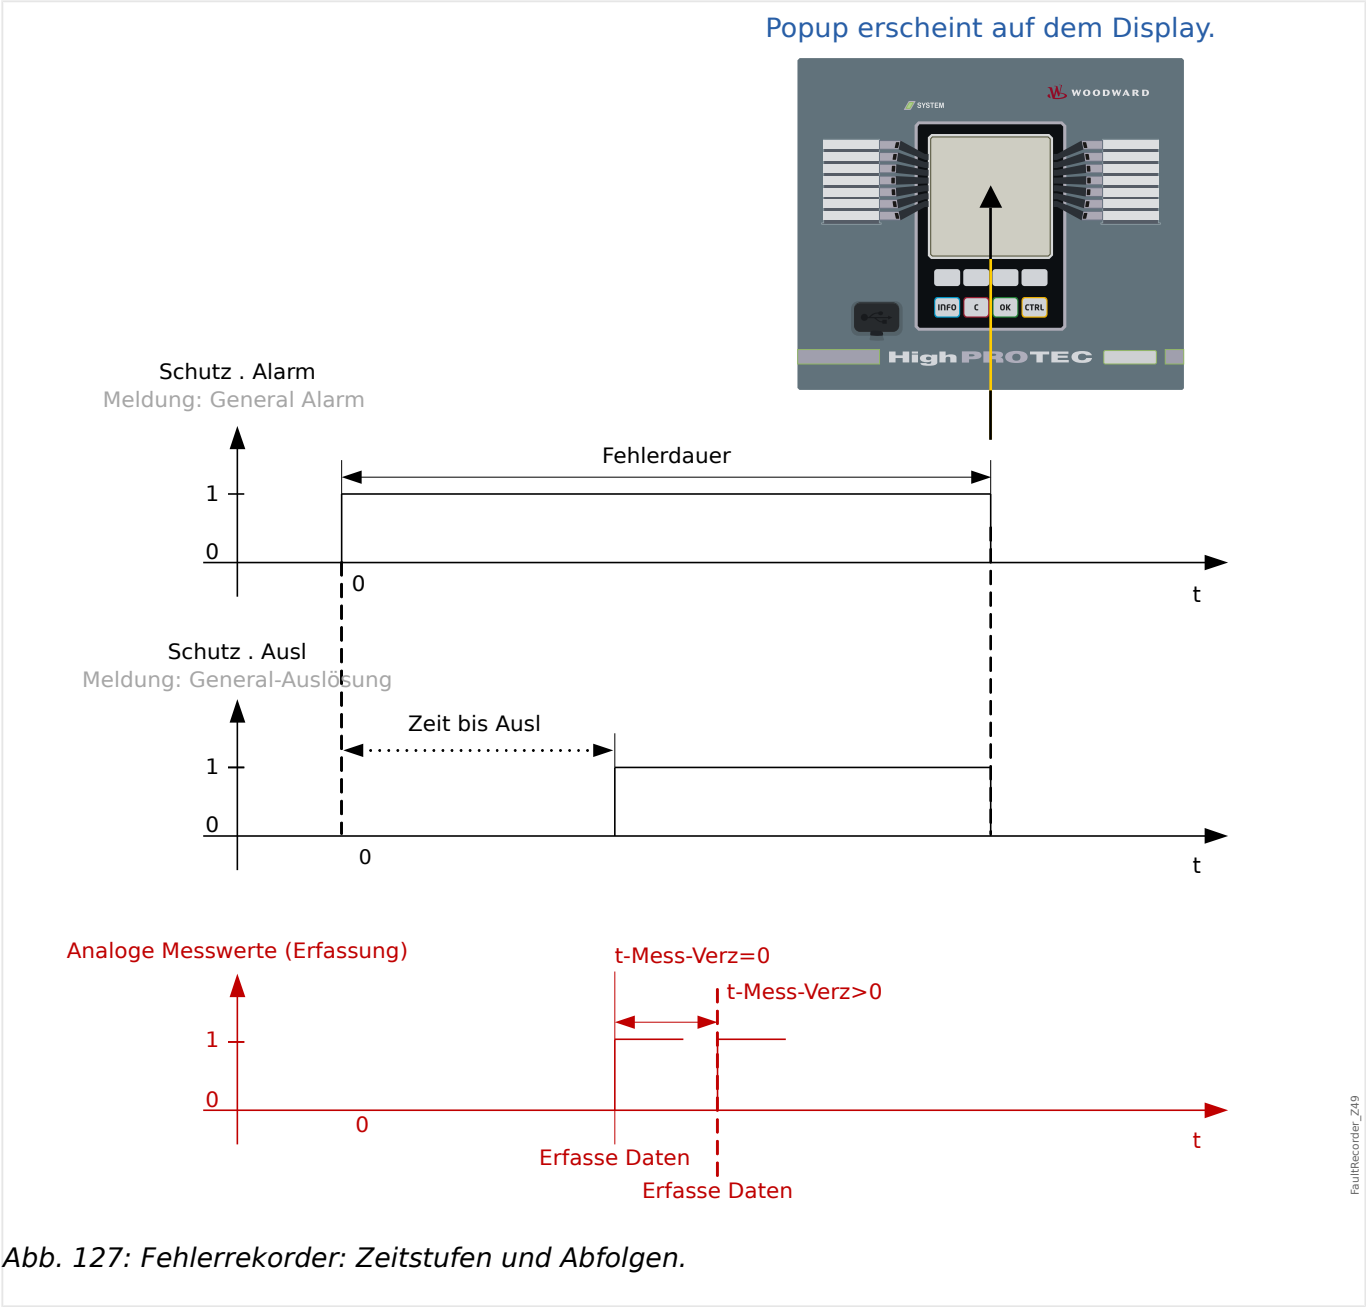 Popup erscheint auf dem Display.
WOODWARD
SYSTEM
INFO C OK CTRL
HighPROTEC
Schutz . Alarm
Meldung: General Alarm
Fehlerdauer
1
0
0
t
Schutz . Ausl
Meldung: General-Auslösung
Zeit bis Ausl
1
0
0
t
Analoge Messwerte (Erfassung)
t-Mess-Verz=0
t-Mess-Verz>0
1
0
0
t
Erfasse Daten
Erfasse Daten
FaultRecorder_Z49
Abb. 127: Fehlerrekorder: Zeitstufen und Abfolgen.